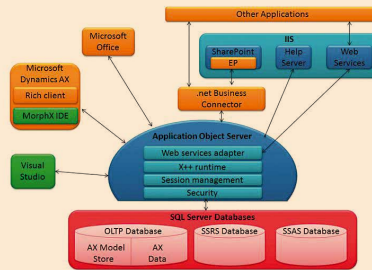 Other Applications
Microsoft
Office
IIS
SharePoint
EP
Help
Server
Web
Services
Microsoft
Dynamics AX
Rich client
MorphX IDE
.net Business
Connector
Application Object Server
Web services adapter
X++ runtime
Session management
Security
Visual
Studio
SQL Server Databases
OLTP Database
AX Model
Store
AX
Data
SSRS Database
SSAS Database